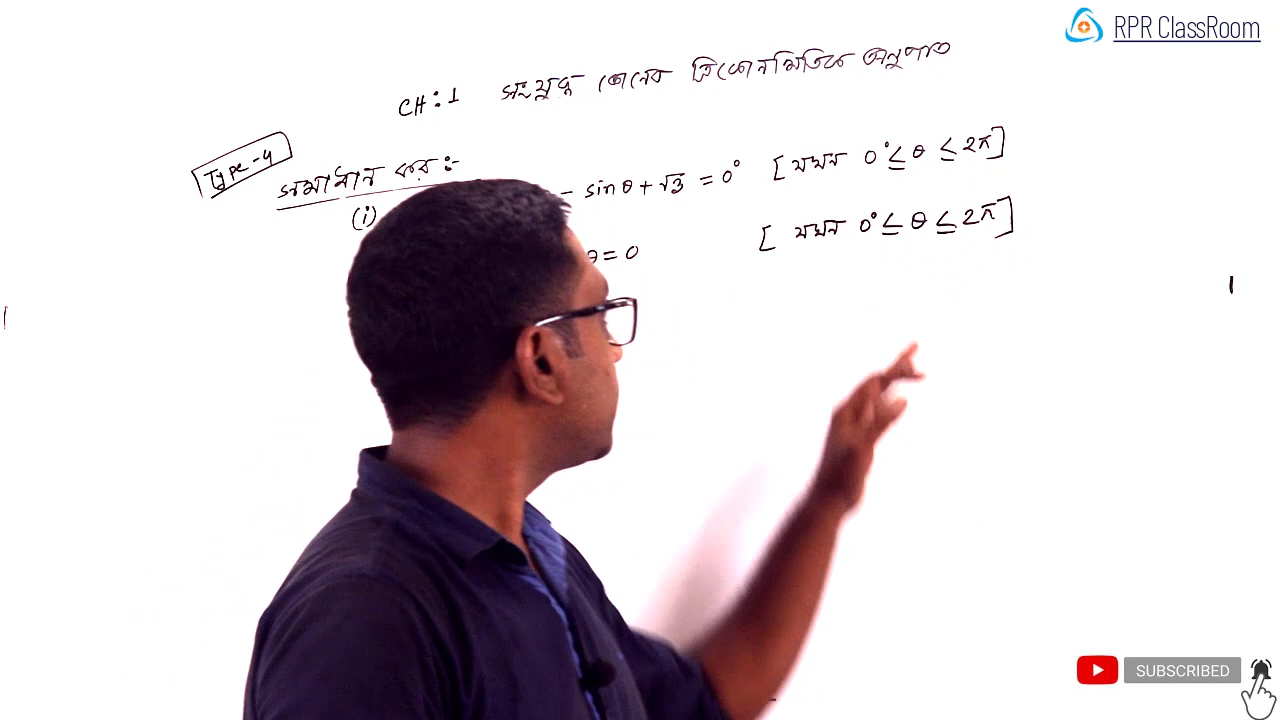 RPR ClassRoom
CH: 1 সংযুক্ত কোনের ত্রিকোনমিতিক অনুপাত
Type-4
সমাধান কর:-
(i) - sinθ + √3 = 0° [যখন 0° ≤ θ ≤ 2π]
θ = 0 [যখন 0° ≤ θ ≤ 2π]
SUBSCRIBED